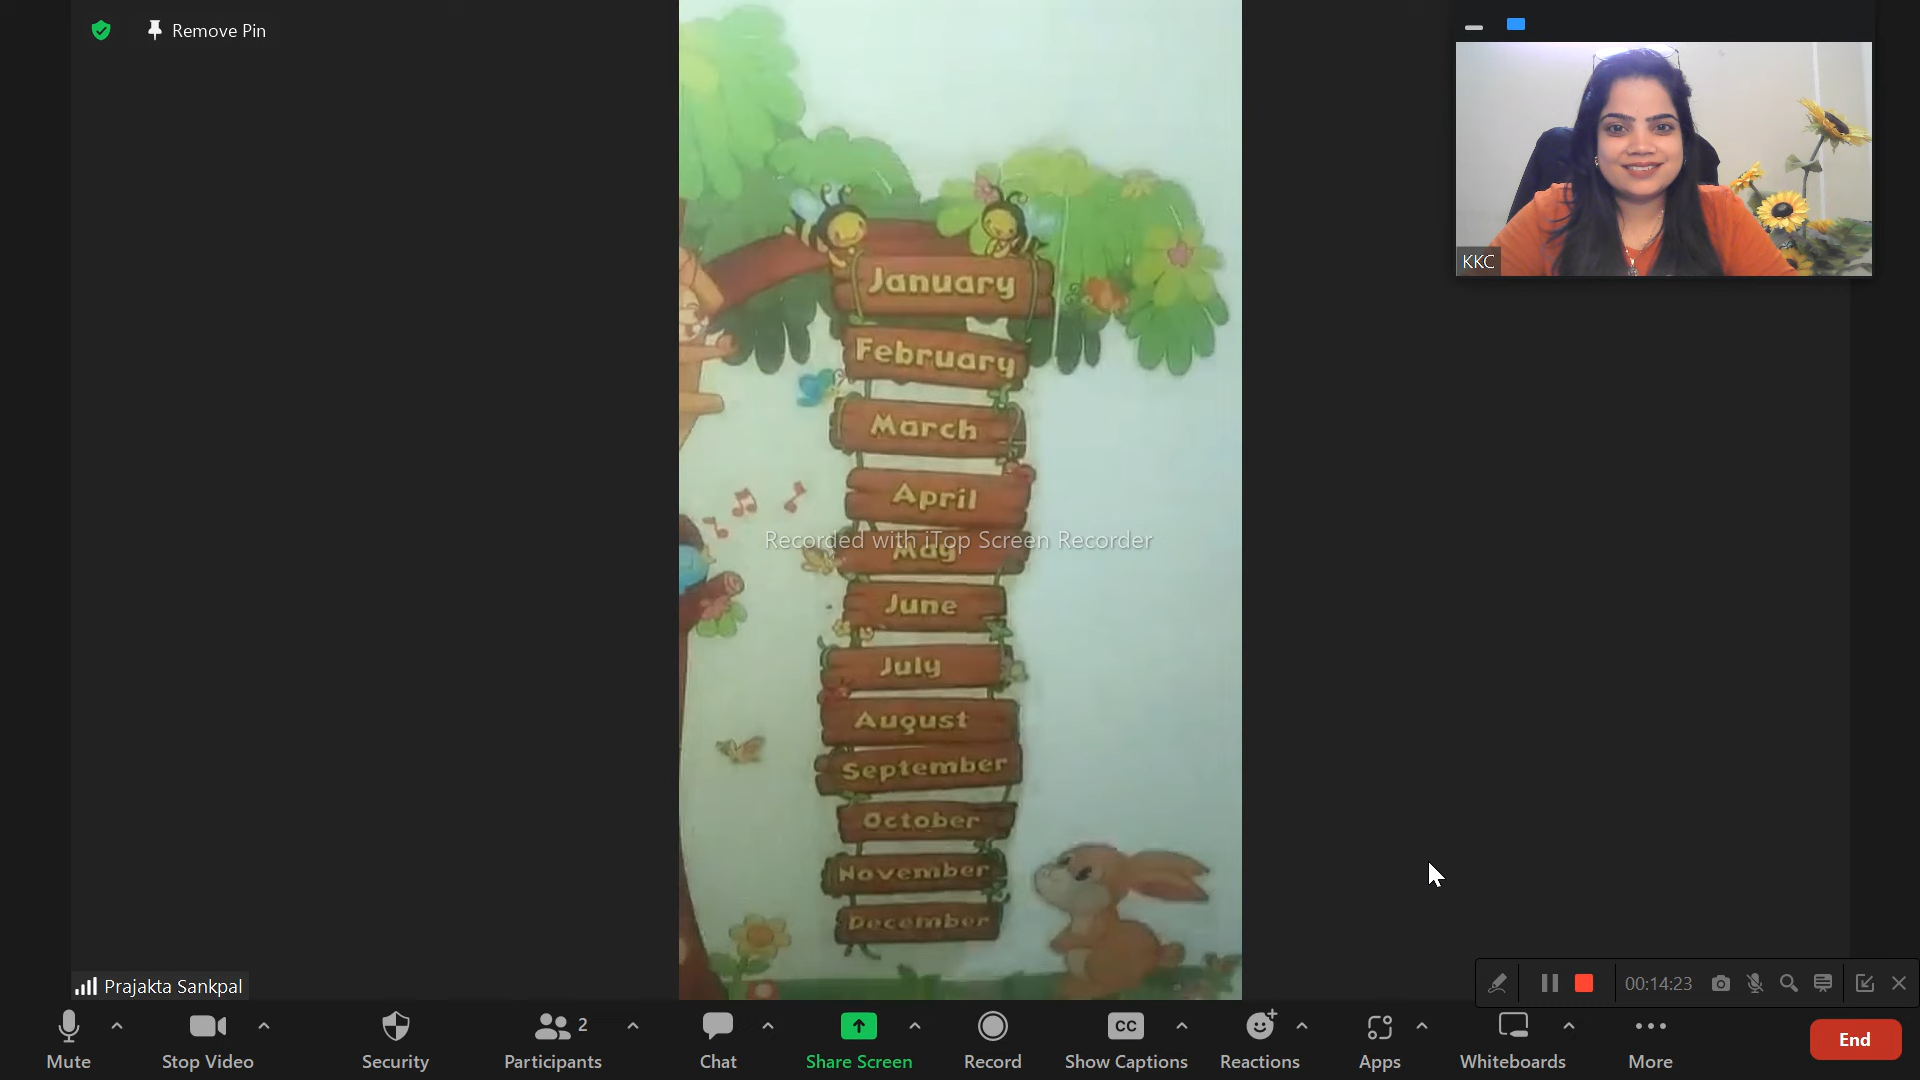 Remove Pin
KKC
January
February
March
April
Recorded with iTop Screen Recorder
May
June
July
August
September
October
November
December
Prajakta Sankpal
00:14:23
Mute
Stop Video
Security
Participants 2
Chat
Share Screen
Record
CC
Show Captions
Reactions
Apps
Whiteboards
More
End